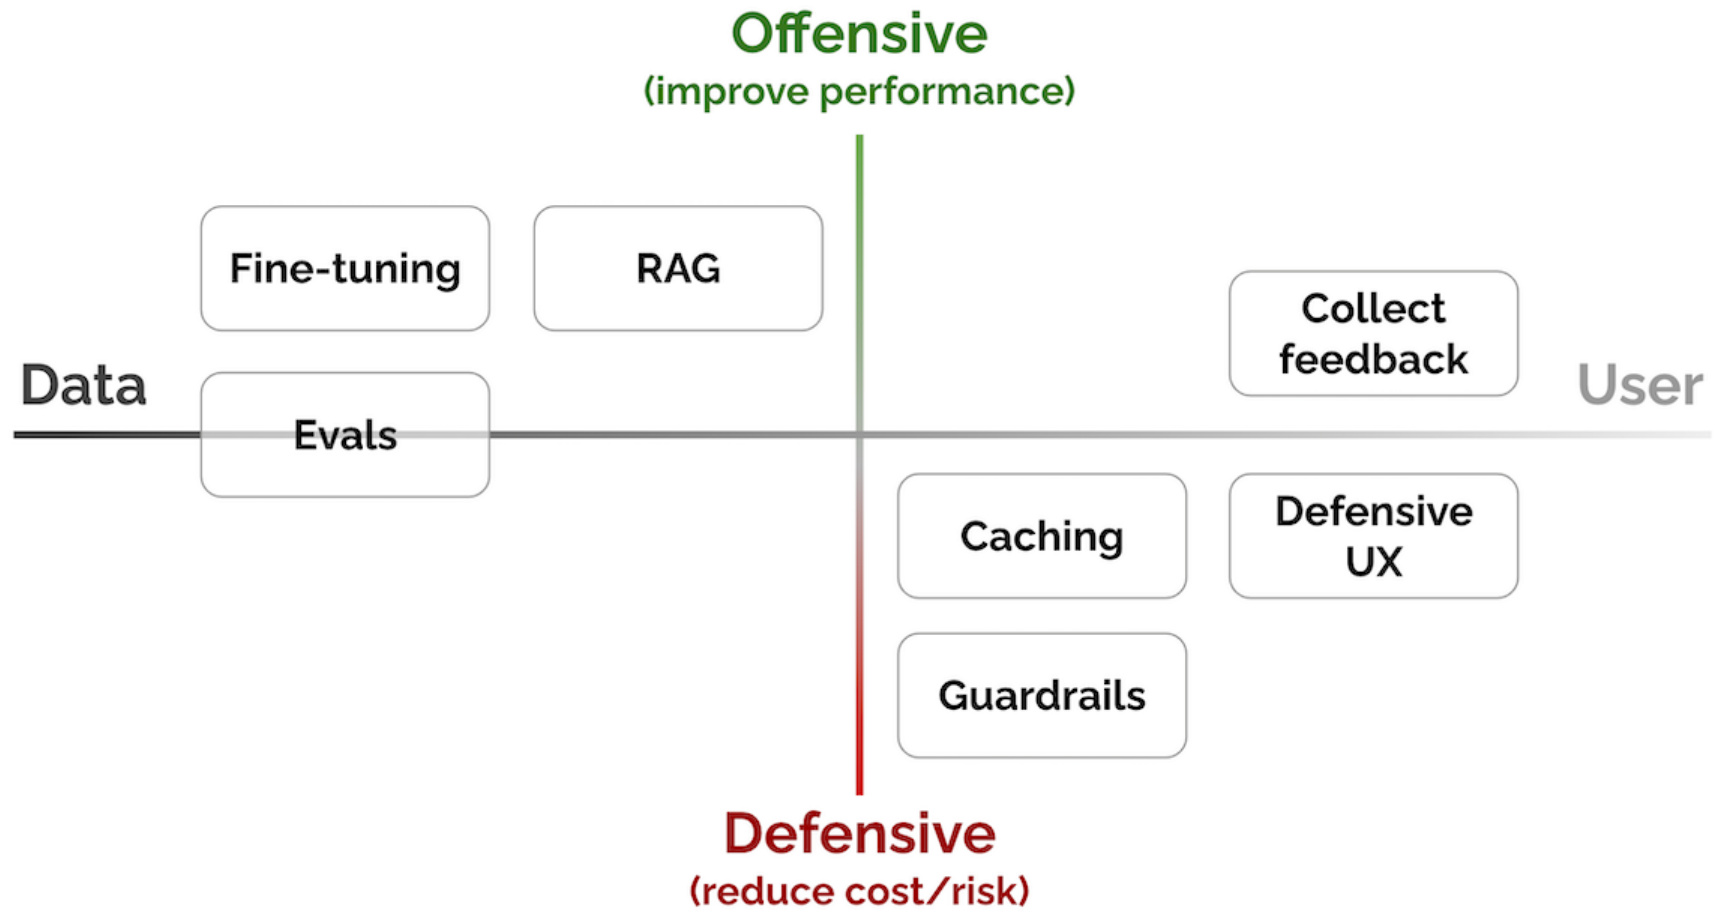 Offensive
(improve performance)
Fine-tuning
RAG
Collect
feedback
Data
User
Evals
Caching
Defensive
UX
Guardrails
Defensive
(reduce cost/risk)